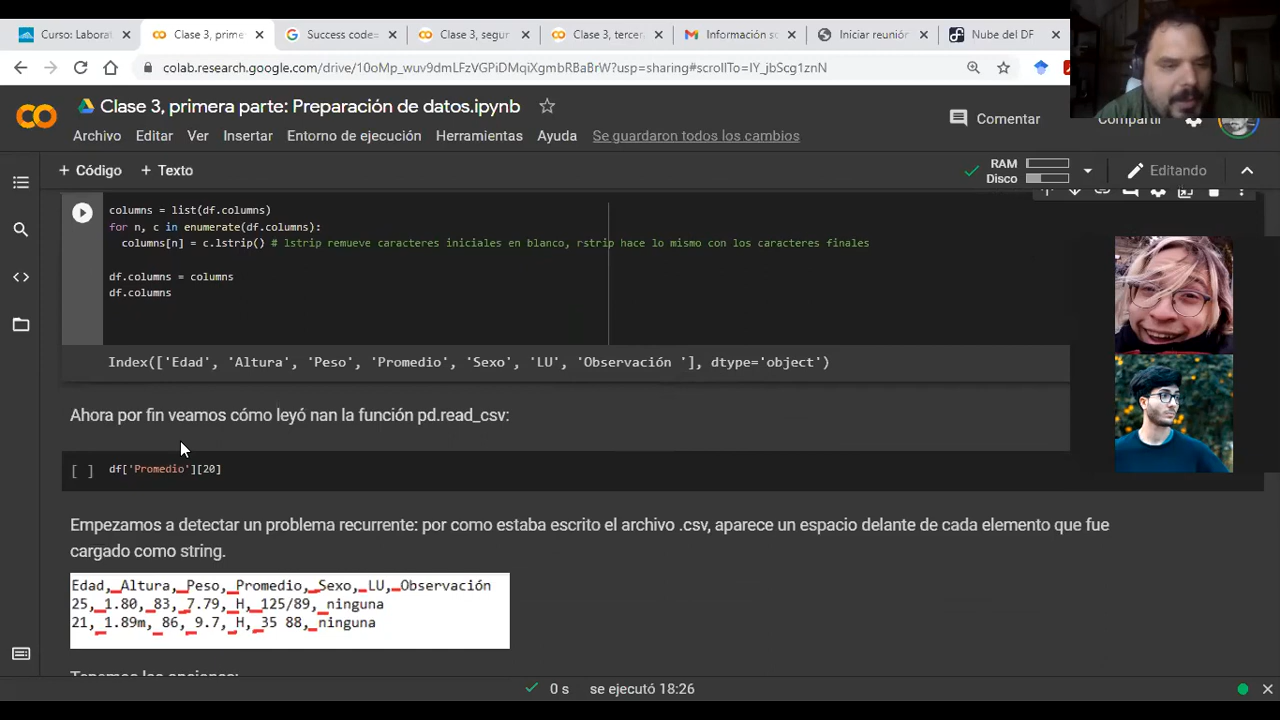 Curso: Laborat
Clase 3, prime
Success code=
Clase 3, segur
Clase 3, tercer
Información sc
Iniciar reunión
Nube del DF
colab.research.google.com/drive/10oMp_wuv9dmLFzVGPiDMqiXgmbRBaBrW?usp=sharing#scrollTo=IY_jbScg1znN
Clase 3, primera parte: Preparación de datos.ipynb
Archivo Editar Ver Insertar Entorno de ejecución Herramientas Ayuda Se guardaron todos los cambios
Comentar
Compartir
+ Código + Texto
RAM
Disco
Editando
columns = list(df.columns)
for n, c in enumerate(df.columns):
columns[n] = c.lstrip() # lstrip remueve caracteres iniciales en blanco, rstrip hace lo mismo con los caracteres finales
df.columns = columns
df.columns
Index(['Edad', 'Altura', 'Peso', 'Promedio', 'Sexo', 'LU', 'Observación '], dtype='object')
Ahora por fin veamos cómo leyó nan la función pd.read_csv:
[ ] df['Promedio'][20]
Empezamos a detectar un problema recurrente: por como estaba escrito el archivo .csv, aparece un espacio delante de cada elemento que fue
cargado como string.
Edad, Altura, Peso, Promedio, Sexo, LU, Observación
25, 1.80, 83, 7.79, H, 125/89, ninguna
21, 1.89m, 86, 9.7, H, 35 88, ninguna
Tenemos las opciones:
0 s se ejecutó 18:26